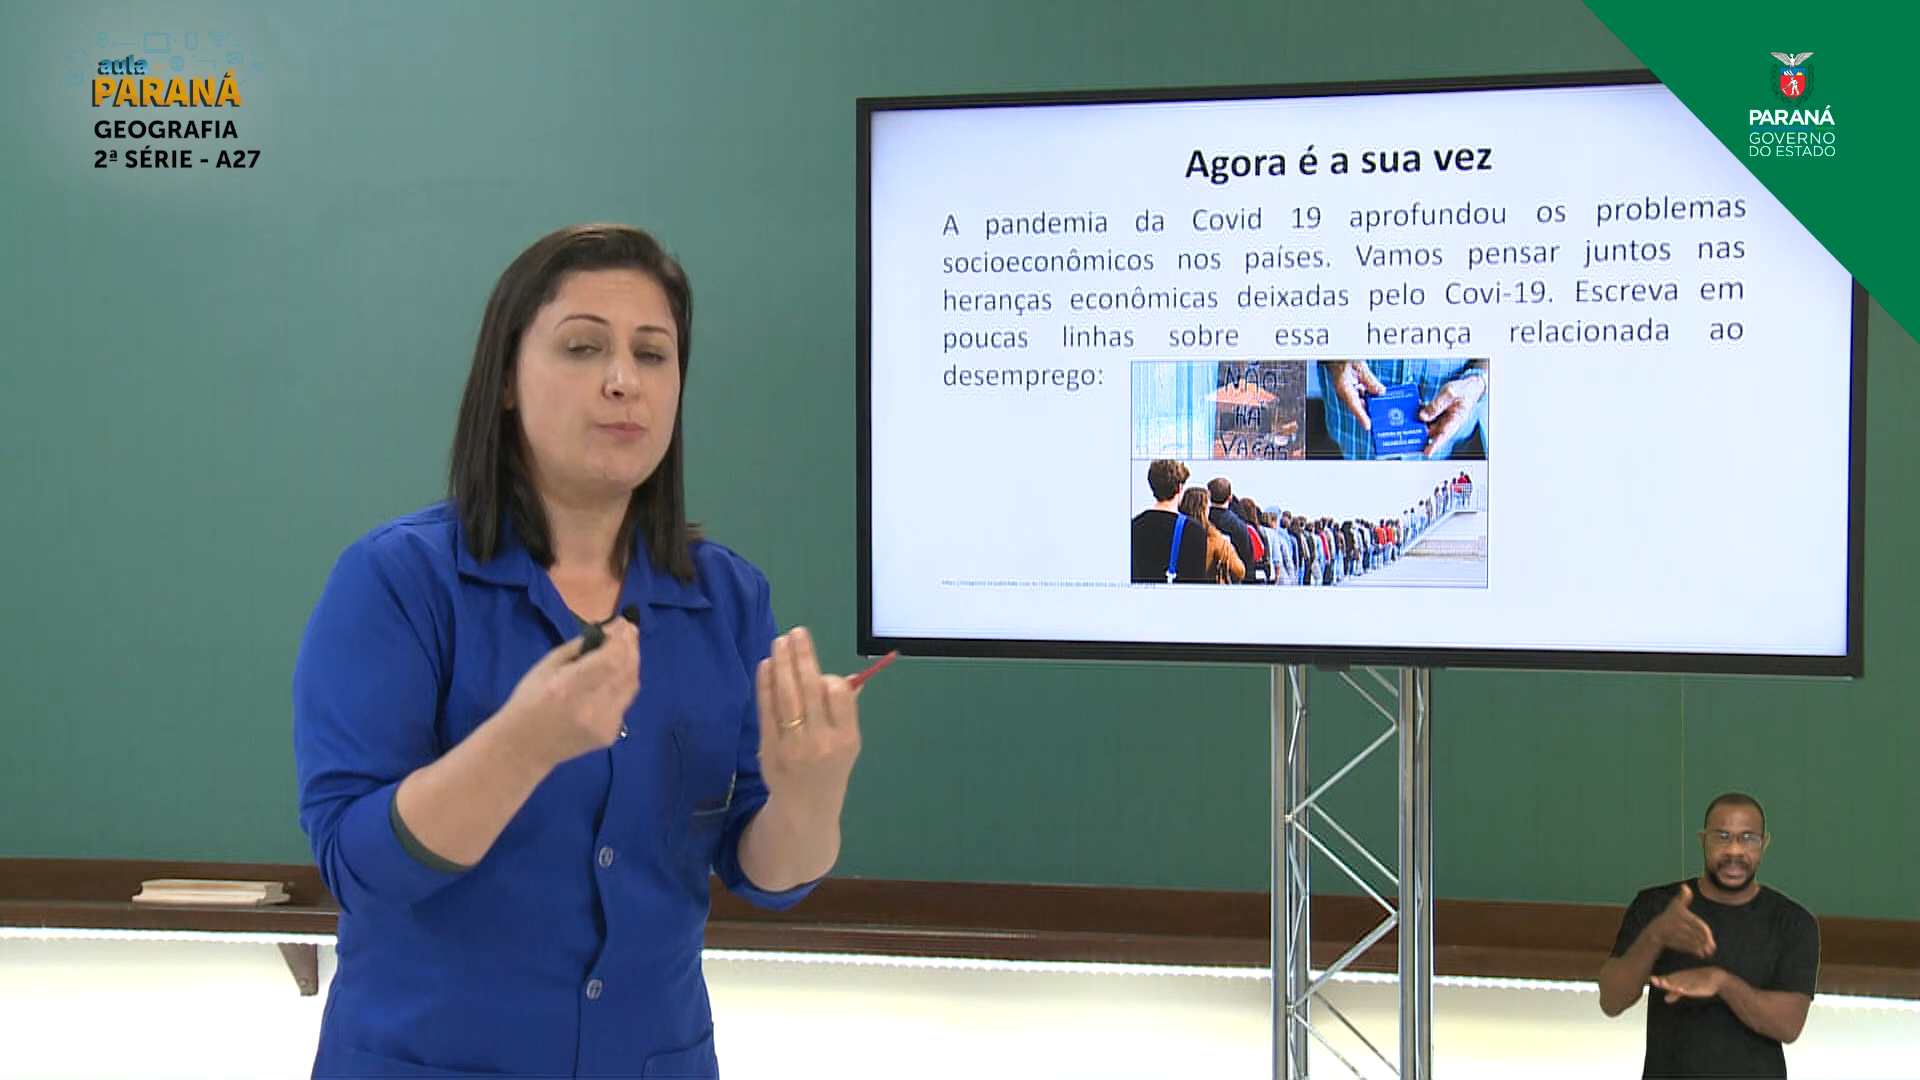 aula
PARANÁ
GEOGRAFIA
2ª SÉRIE - A27
PARANÁ
GOVERNO
DO ESTADO
Agora é a sua vez
A pandemia da Covid 19 aprofundou os problemas
socioeconômicos nos países. Vamos pensar juntos nas
heranças econômicas deixadas pelo Covi-19. Escreva em
poucas linhas sobre essa herança relacionada ao
desemprego:
NÃO
HÁ
VAGAS